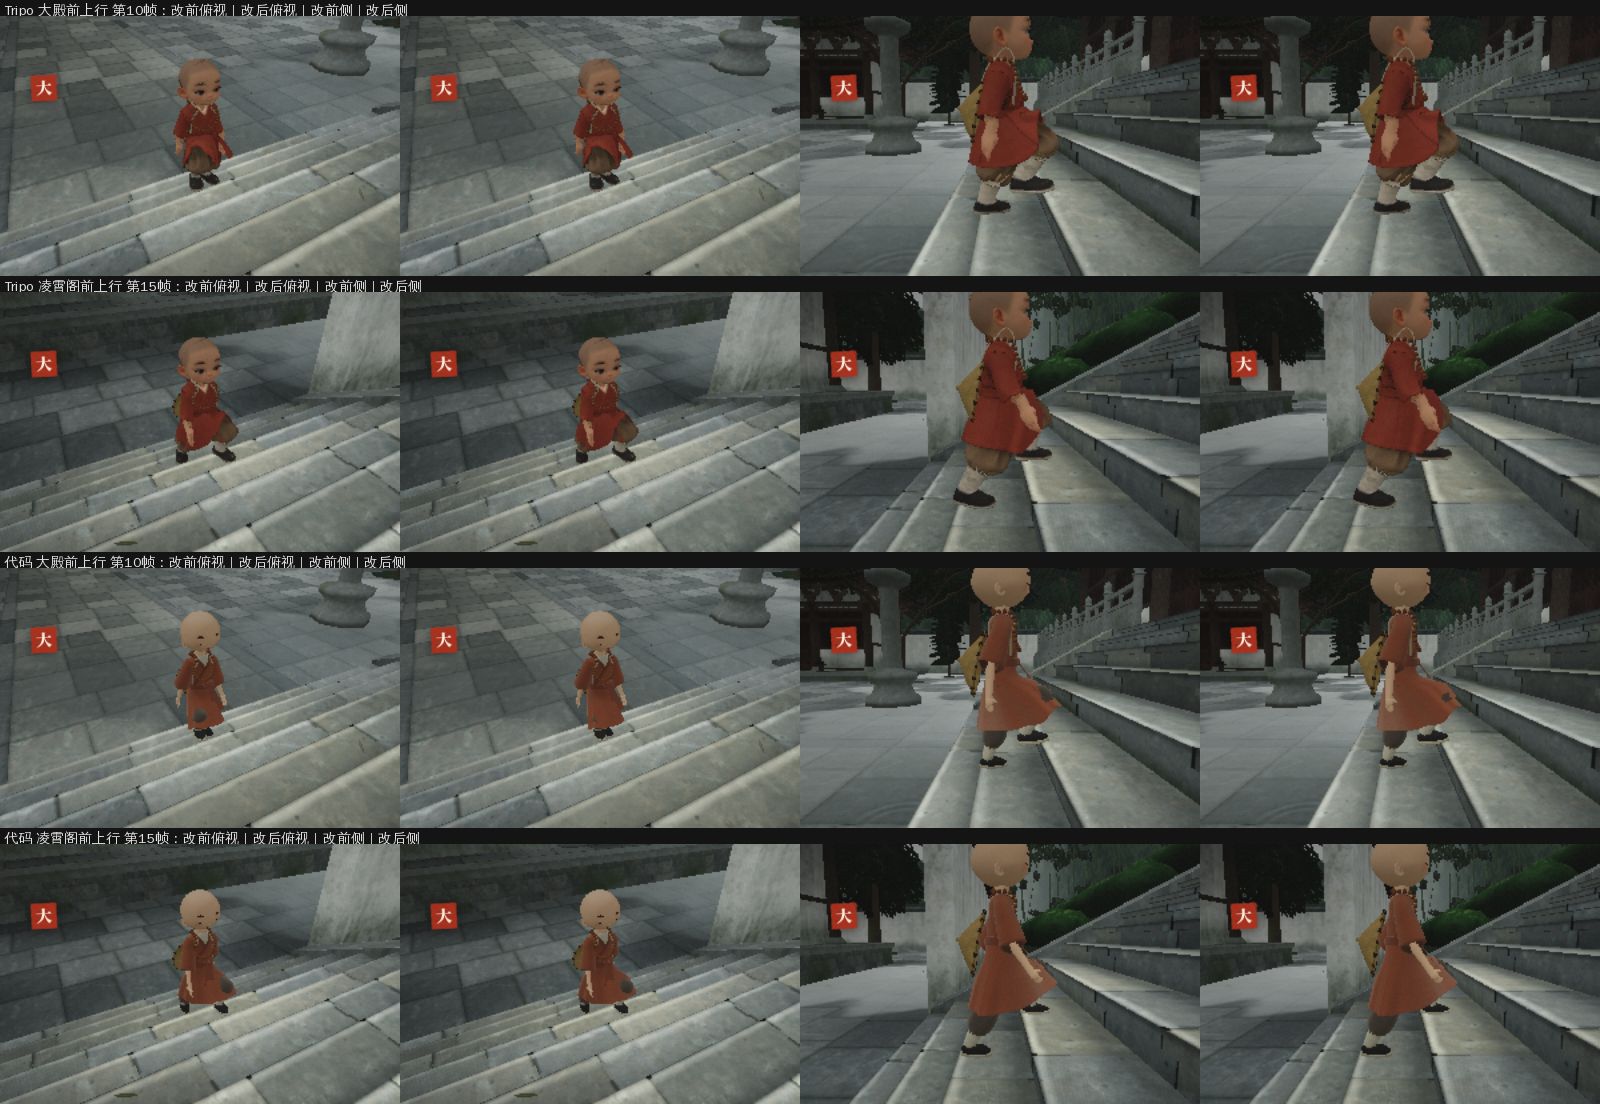 Tripo 大殿前上行 第10帧：改前俯视 | 改后俯视 | 改前侧 | 改后侧
大 大 大 大
Tripo 凌霄阁前上行 第15帧：改前俯视 | 改后俯视 | 改前侧 | 改后侧
大 大 大 大
代码 大殿前上行 第10帧：改前俯视 | 改后俯视 | 改前侧 | 改后侧
大 大 大 大
代码 凌霄阁前上行 第15帧：改前俯视 | 改后俯视 | 改前侧 | 改后侧
大 大 大 大